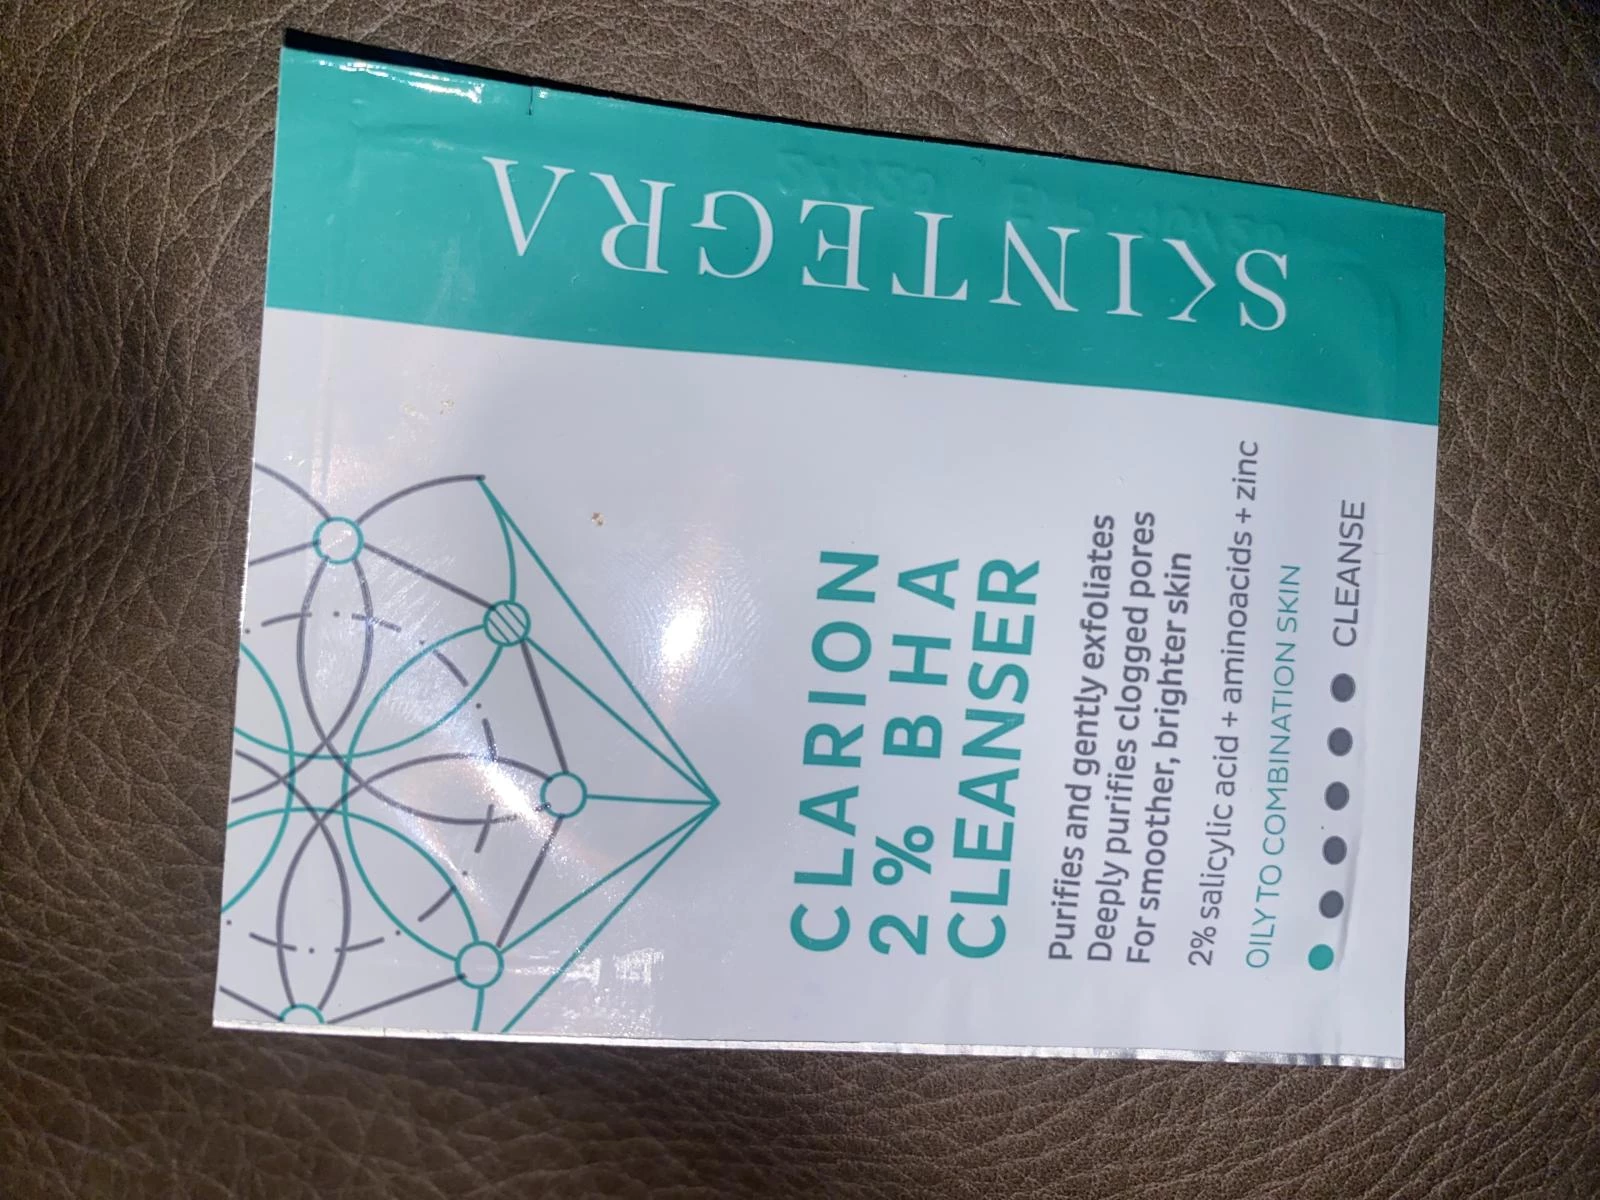 SKINTEGRA
CLARION
2% BHA
CLEANSER
Purifies and gently exfoliates
Deeply purifies clogged pores
For smoother, brighter skin
2% salicylic acid + aminoacids + zinc
OILY TO COMBINATION SKIN
CLEANSE